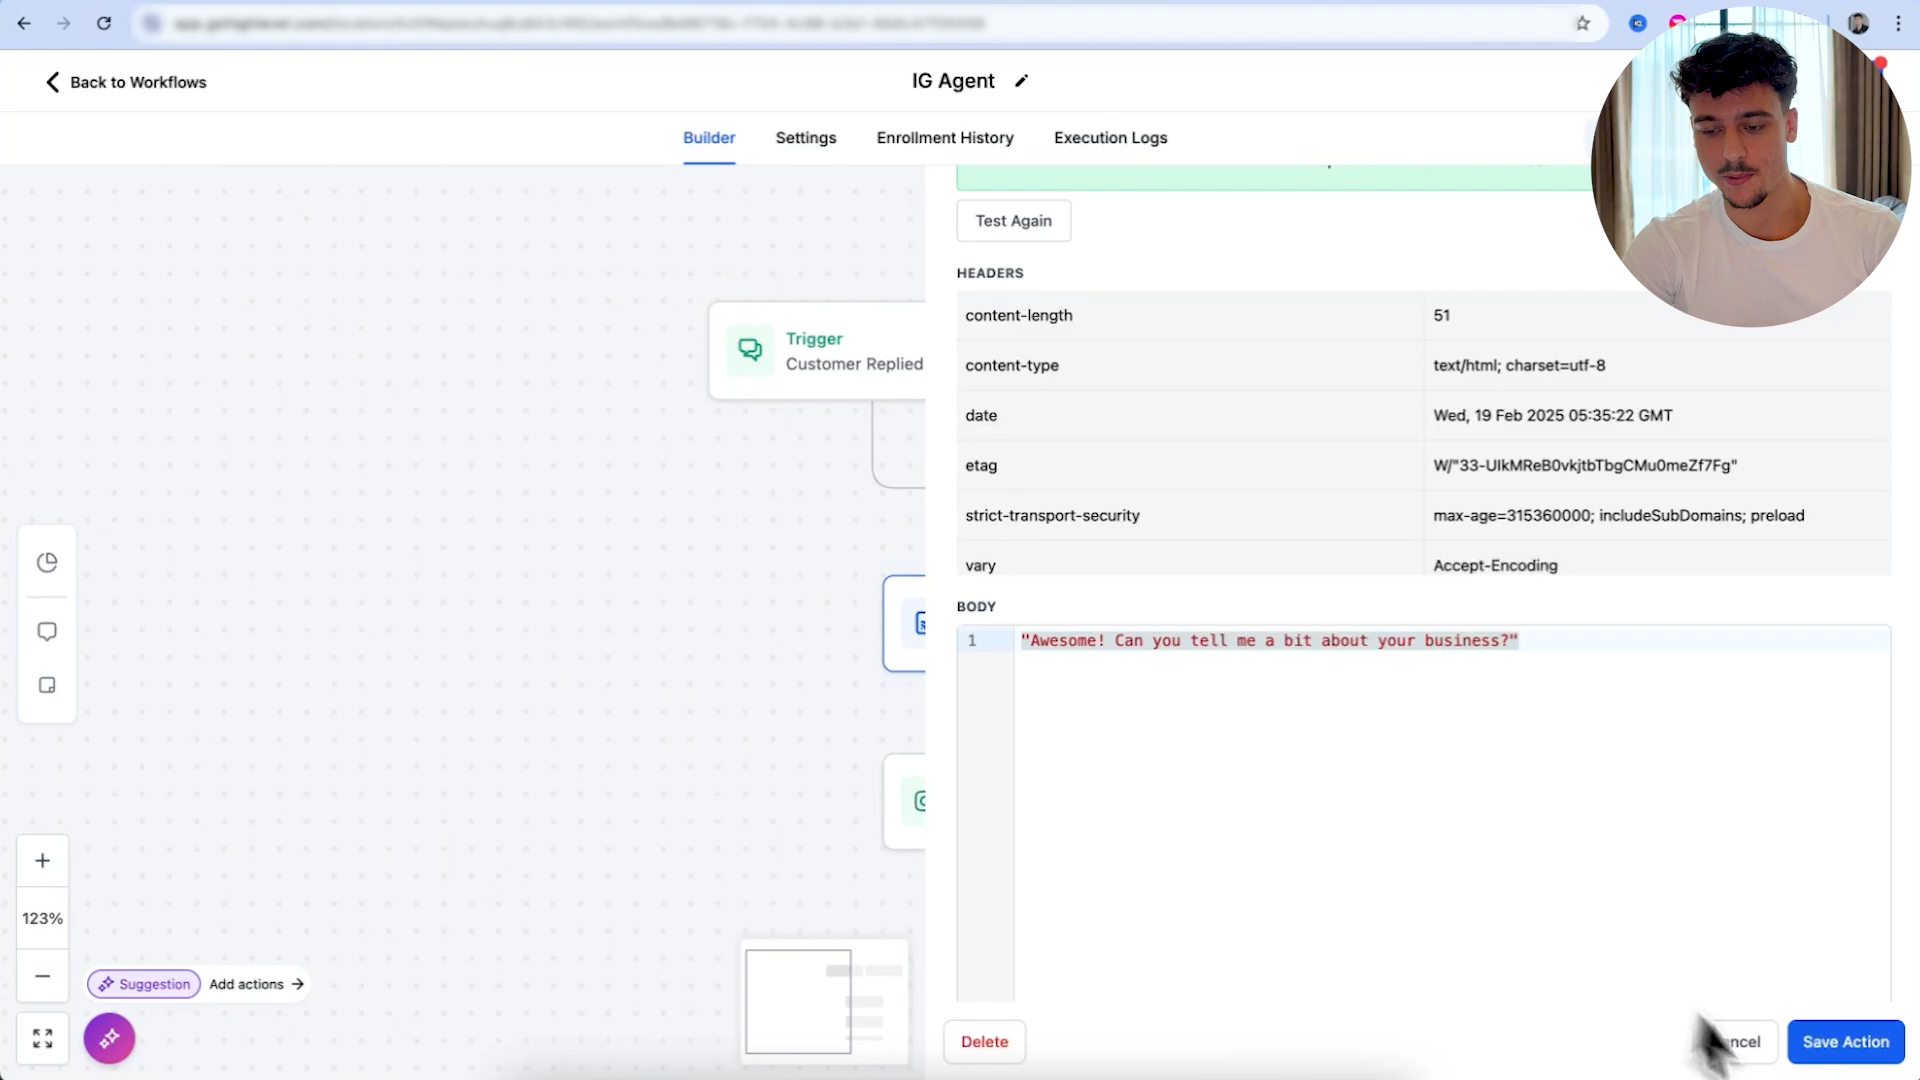 Back to Workflows
IG Agent
Builder
Settings
Enrollment History
Execution Logs
Trigger
Customer Replied
123%
Suggestion
Add actions
Test Again
HEADERS
content-length 51
content-type text/html; charset=utf-8
date Wed, 19 Feb 2025 05:35:22 GMT
etag W/"33-UIkMReB0vkjtbTbgCMu0meZf7Fg"
strict-transport-security max-age=315360000; includeSubDomains; preload
vary Accept-Encoding
BODY
1 "Awesome! Can you tell me a bit about your business?"
Delete
Save Action